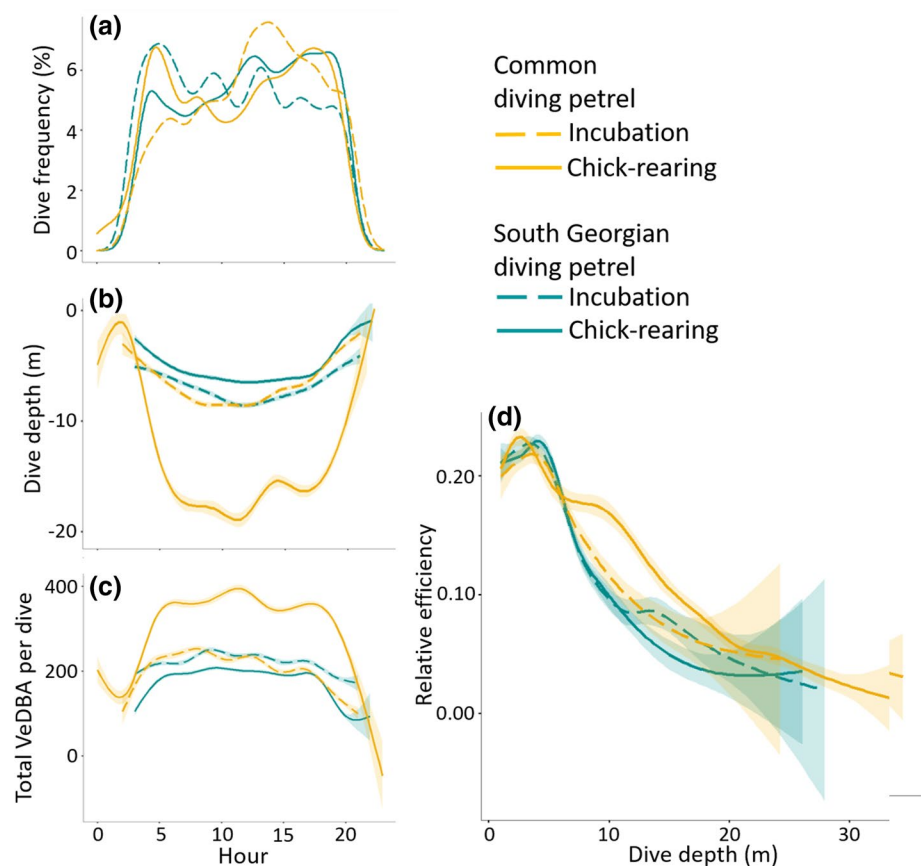 (a)
Dive frequency (%)
6
4
2
0
(b)
Dive depth (m)
0
-10
-20
(c)
Total VeDBA per dive
400
200
0
0
5
10
15
20
Hour
Common
diving petrel
Incubation
Chick-rearing
South Georgian
diving petrel
Incubation
Chick-rearing
(d)
Relative efficiency
0.20
0.10
0.00
0
10
20
30
Dive depth (m)